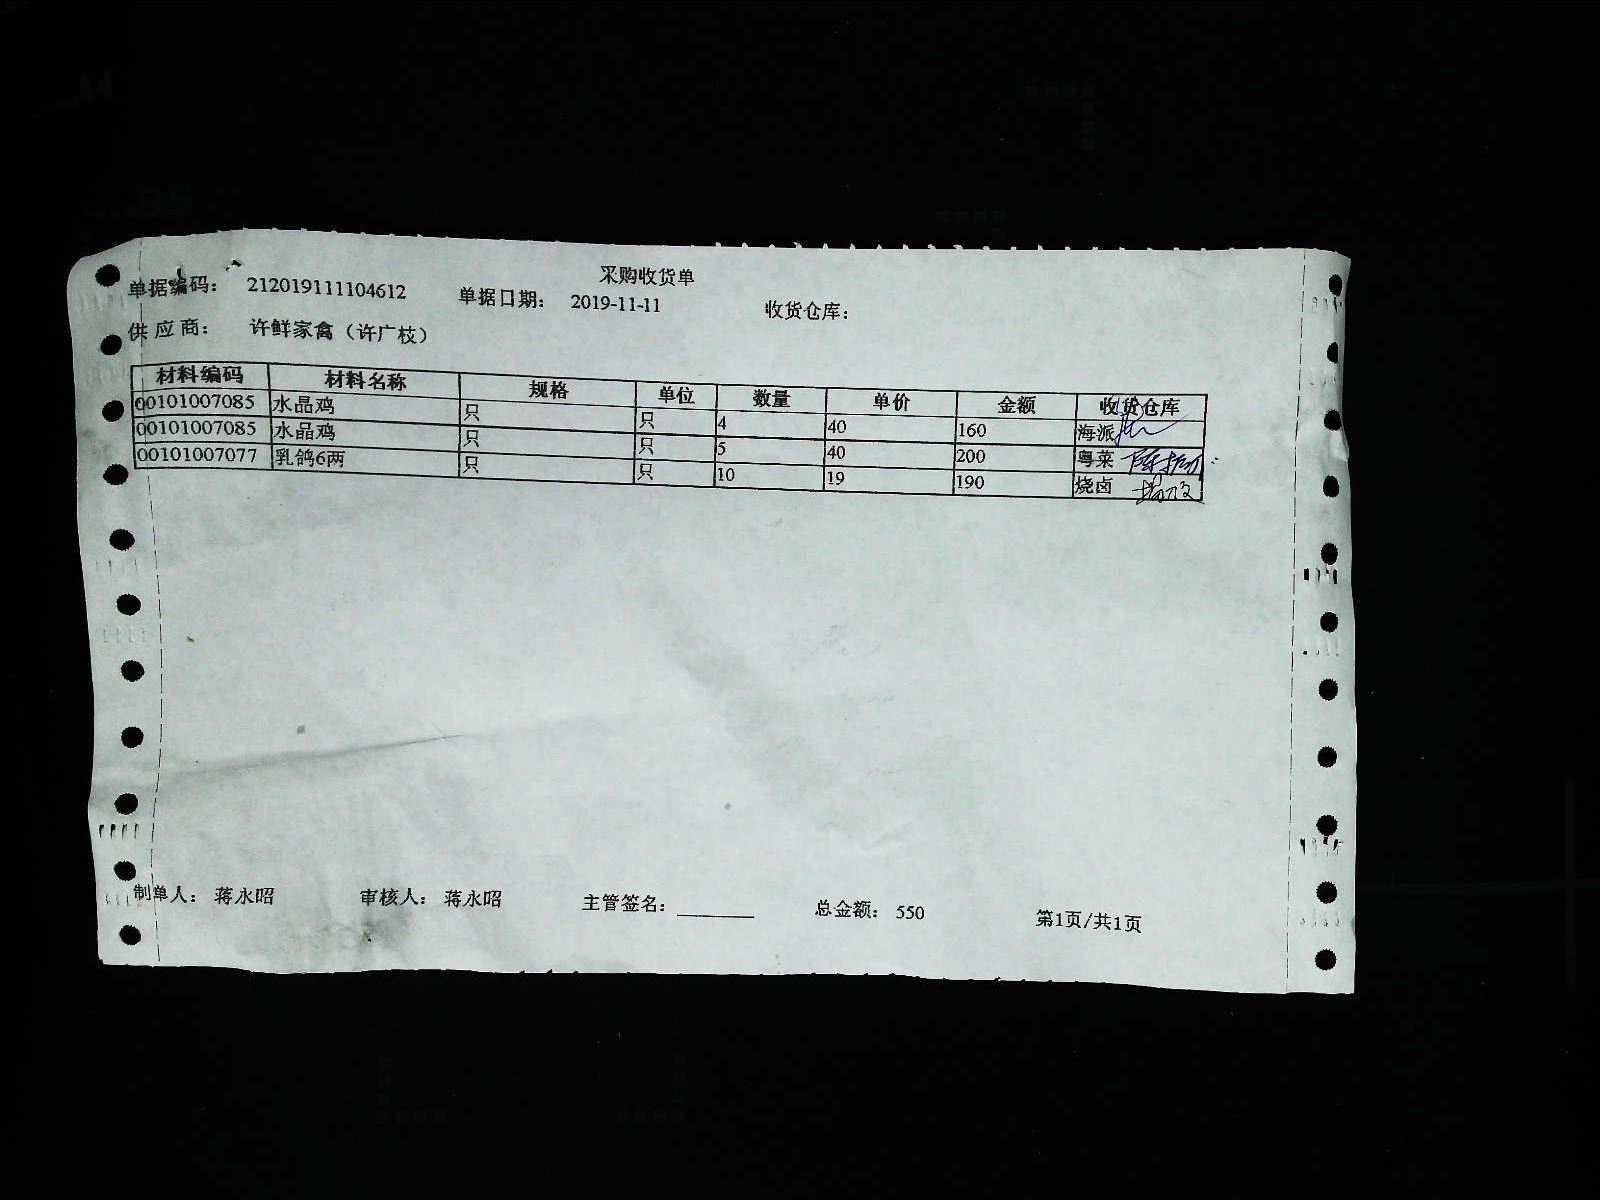 采购收货单
单据编码： 212019111104612 单据日期： 2019-11-11 收货仓库：
供应商： 许鲜家禽（许广枝）
材料编码 材料名称 规格 单位 数量 单价 金额 收货仓库
00101007085 水晶鸡 只 只 4 40 160 海派
00101007085 水晶鸡 只 只 5 40 200 粤菜
00101007077 乳鸽6两 只 只 10 19 190 烧卤
制单人： 蒋永昭 审核人： 蒋永昭 主管签名： 总金额： 550 第1页/共1页